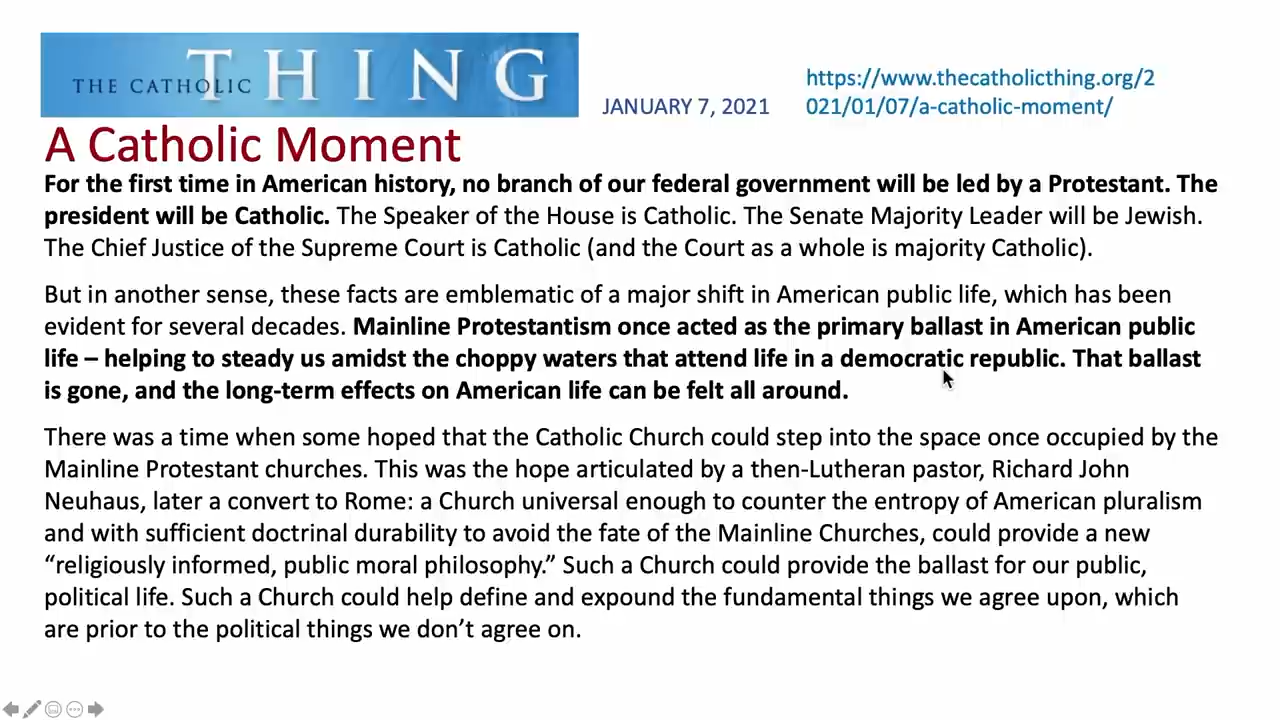 THE CATHOLIC THING
JANUARY 7, 2021
https://www.thecatholicthing.org/2
021/01/07/a-catholic-moment/
A Catholic Moment
For the first time in American history, no branch of our federal government will be led by a Protestant. The
president will be Catholic. The Speaker of the House is Catholic. The Senate Majority Leader will be Jewish.
The Chief Justice of the Supreme Court is Catholic (and the Court as a whole is majority Catholic).
But in another sense, these facts are emblematic of a major shift in American public life, which has been
evident for several decades. Mainline Protestantism once acted as the primary ballast in American public
life – helping to steady us amidst the choppy waters that attend life in a democratic republic. That ballast
is gone, and the long-term effects on American life can be felt all around.
There was a time when some hoped that the Catholic Church could step into the space once occupied by the
Mainline Protestant churches. This was the hope articulated by a then-Lutheran pastor, Richard John
Neuhaus, later a convert to Rome: a Church universal enough to counter the entropy of American pluralism
and with sufficient doctrinal durability to avoid the fate of the Mainline Churches, could provide a new
“religiously informed, public moral philosophy.” Such a Church could provide the ballast for our public,
political life. Such a Church could help define and expound the fundamental things we agree upon, which
are prior to the political things we don’t agree on.